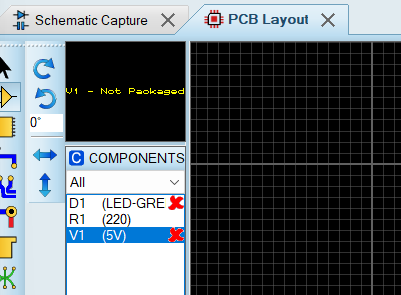 Schematic Capture
PCB Layout
V1 - Not Packaged
0°
C COMPONENTS
All
D1 (LED-GRE
R1 (220)
V1 (5V)